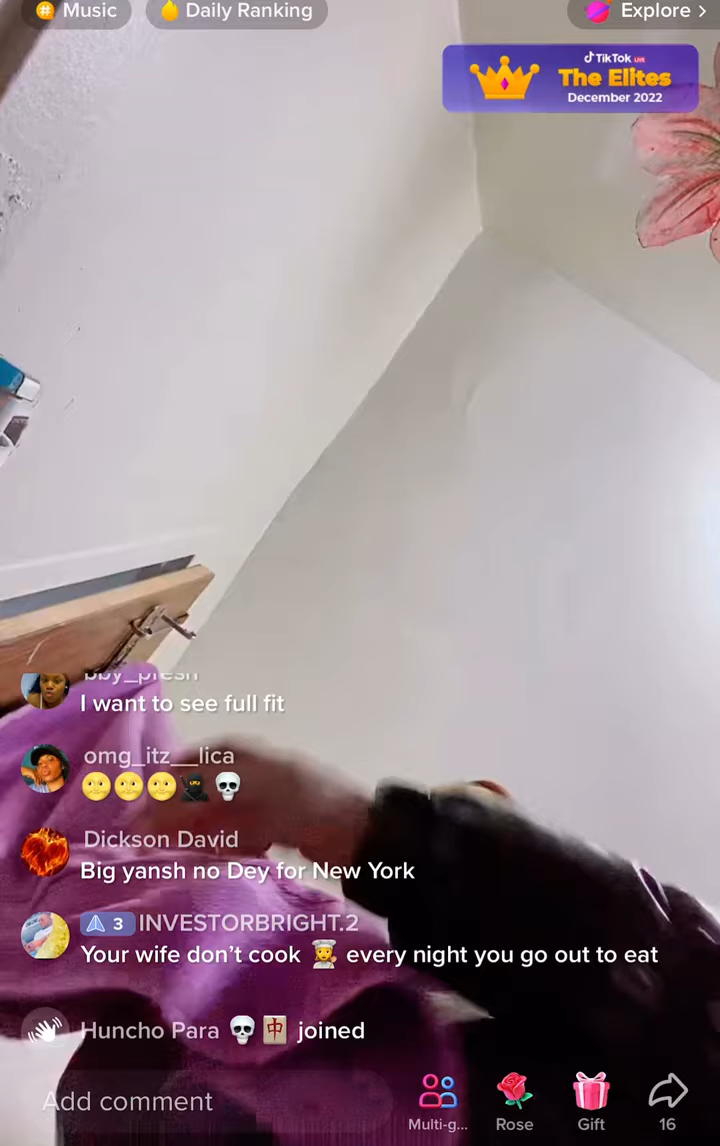 Music
Daily Ranking
Explore >
TikTok LIVE
The Elites
December 2022
bby_presh
I want to see full fit
omg_itz__lica
🌝🌝🌝🥷💀
Dickson David
Big yansh no Dey for New York
3 INVESTORBRIGHT.2
Your wife don’t cook 👩‍🍳 every night you go out to eat
Huncho Para 💀🀄 joined
Add comment
Multi-g...
Rose
Gift
16